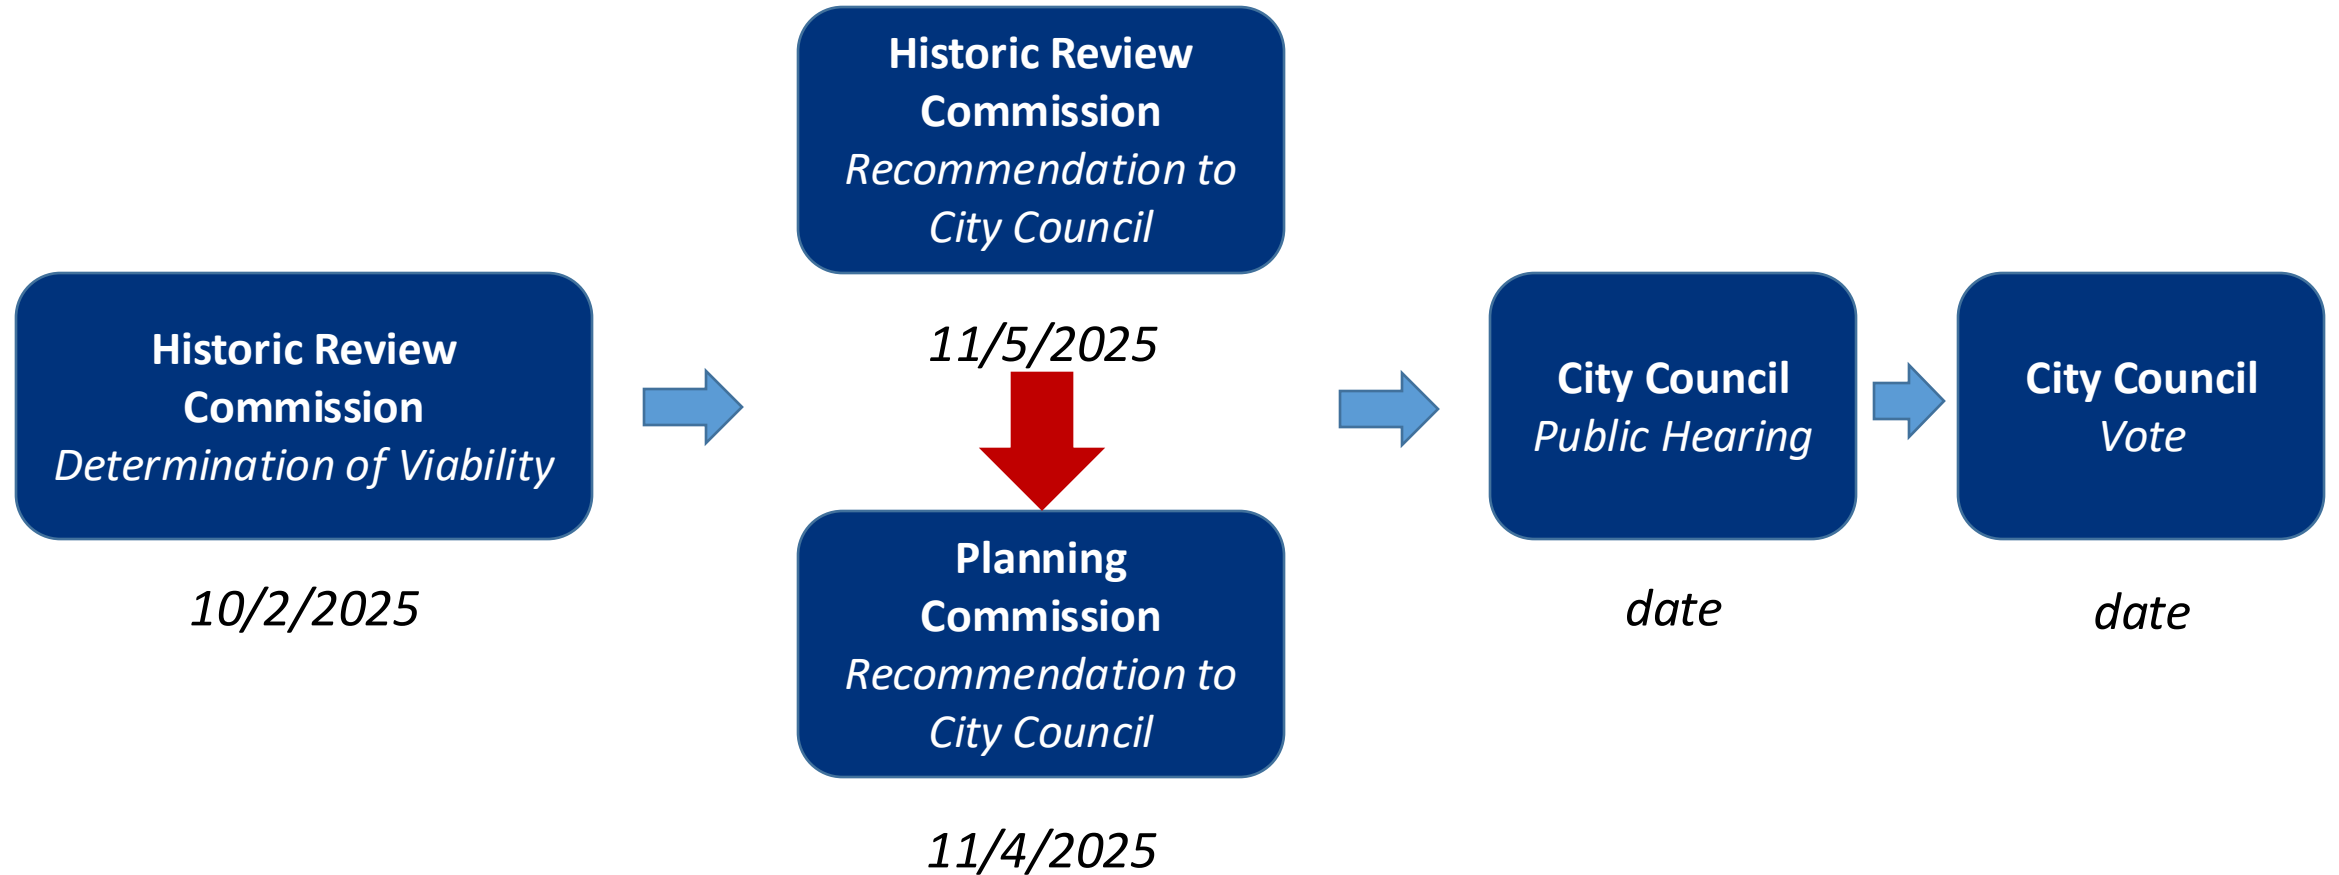 Historic Review
Commission
Determination of Viability
10/2/2025
Historic Review
Commission
Recommendation to
City Council
11/5/2025
Planning
Commission
Recommendation to
City Council
11/4/2025
City Council
Public Hearing
date
City Council
Vote
date